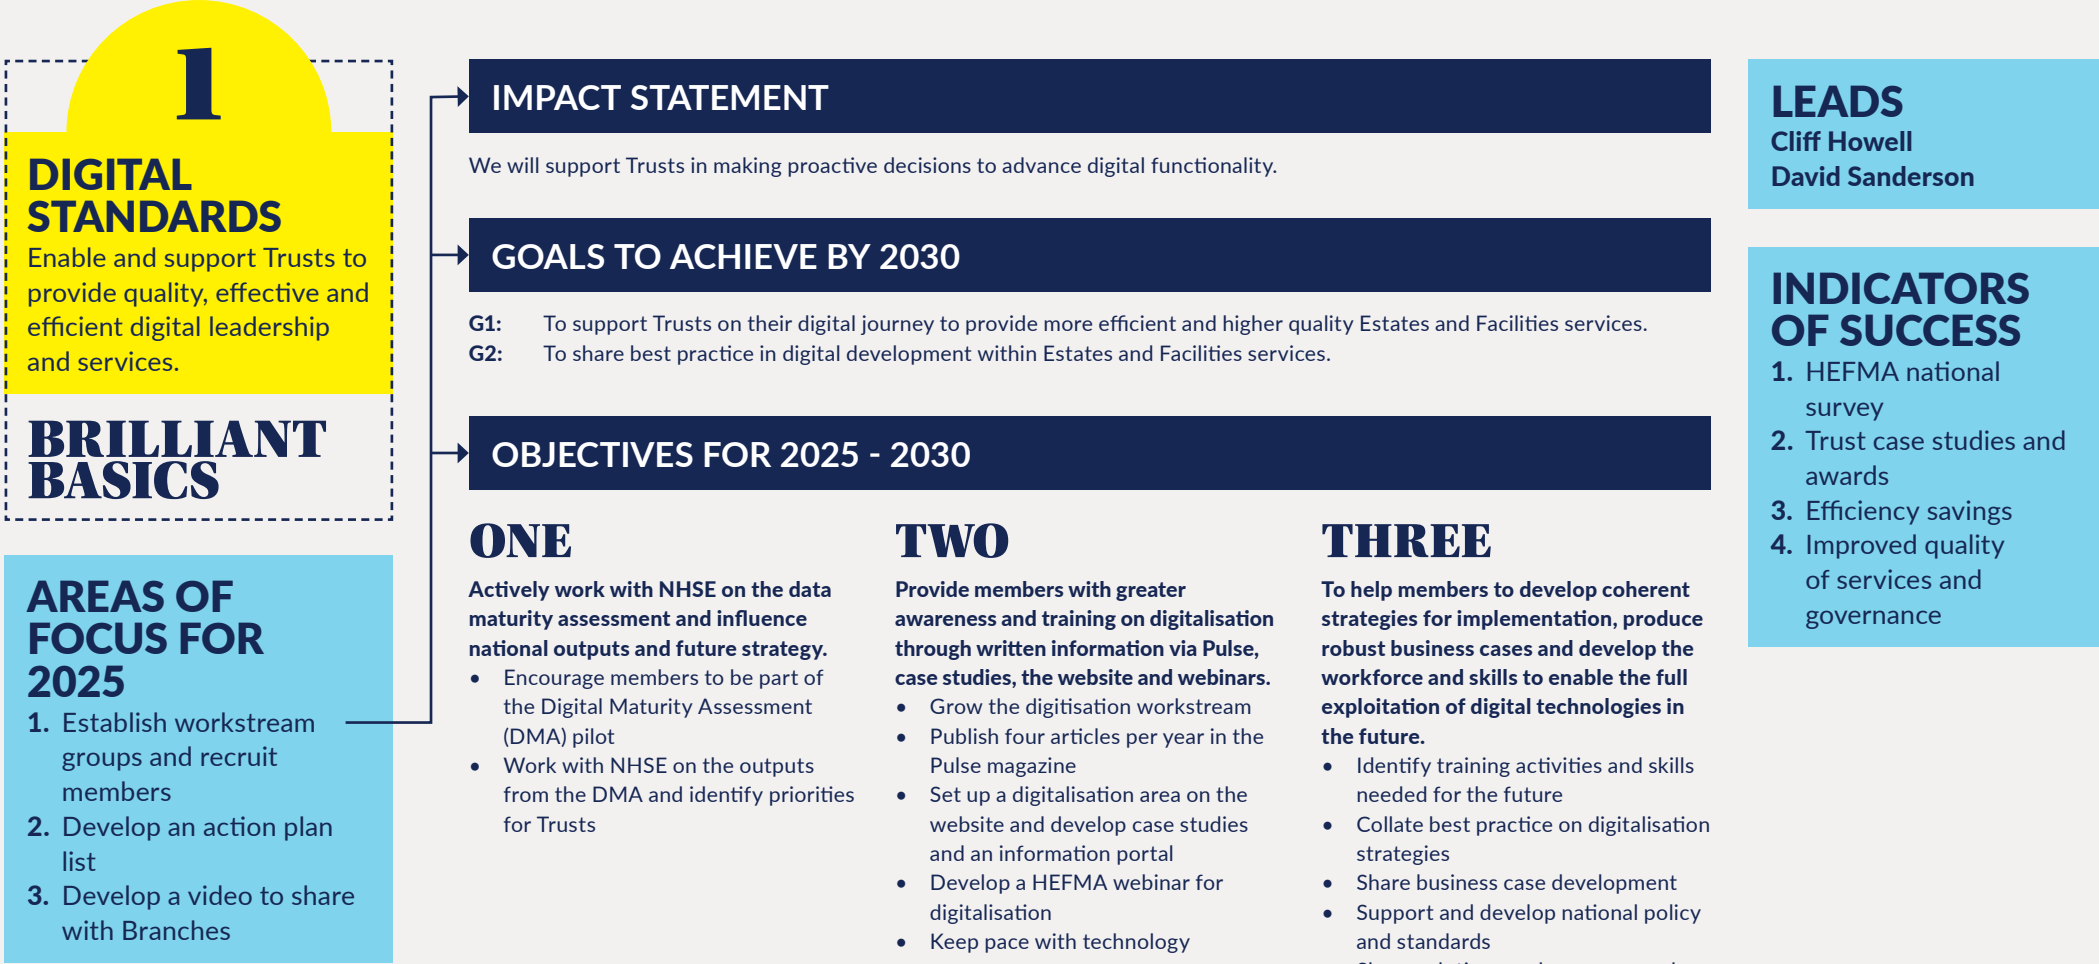 1
DIGITAL
STANDARDS
Enable and support Trusts to
provide quality, effective and
efficient digital leadership
and services.
BRILLIANT
BASICS
AREAS OF
FOCUS FOR
2025
1. Establish workstream
groups and recruit
members
2. Develop an action plan
list
3. Develop a video to share
with Branches
IMPACT STATEMENT
We will support Trusts in making proactive decisions to advance digital functionality.
GOALS TO ACHIEVE BY 2030
G1: To support Trusts on their digital journey to provide more efficient and higher quality Estates and Facilities services.
G2: To share best practice in digital development within Estates and Facilities services.
OBJECTIVES FOR 2025 - 2030
ONE
Actively work with NHSE on the data
maturity assessment and influence
national outputs and future strategy.
• Encourage members to be part of
the Digital Maturity Assessment
(DMA) pilot
• Work with NHSE on the outputs
from the DMA and identify priorities
for Trusts
TWO
Provide members with greater
awareness and training on digitalisation
through written information via Pulse,
case studies, the website and webinars.
• Grow the digitisation workstream
• Publish four articles per year in the
Pulse magazine
• Set up a digitalisation area on the
website and develop case studies
and an information portal
• Develop a HEFMA webinar for
digitalisation
• Keep pace with technology
THREE
To help members to develop coherent
strategies for implementation, produce
robust business cases and develop the
workforce and skills to enable the full
exploitation of digital technologies in
the future.
• Identify training activities and skills
needed for the future
• Collate best practice on digitalisation
strategies
• Share business case development
• Support and develop national policy
and standards
LEADS
Cliff Howell
David Sanderson
INDICATORS
OF SUCCESS
1. HEFMA national
survey
2. Trust case studies and
awards
3. Efficiency savings
4. Improved quality
of services and
governance